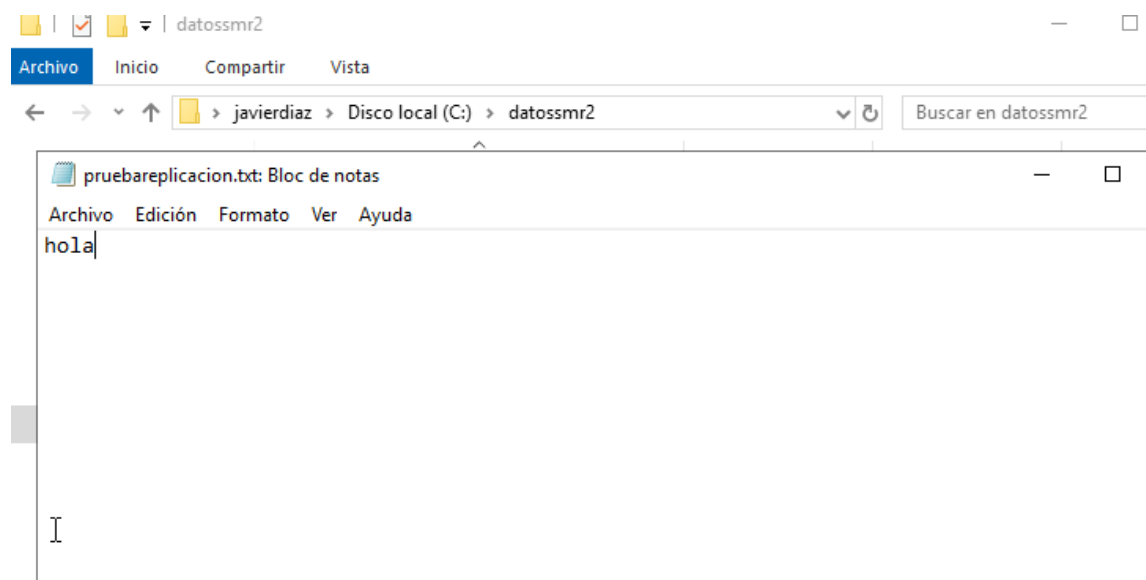 datossmr2
Archivo Inicio Compartir Vista
javierdiaz > Disco local (C:) > datossmr2 Buscar en datossmr2
pruebareplicacion.txt: Bloc de notas
Archivo Edición Formato Ver Ayuda
hola